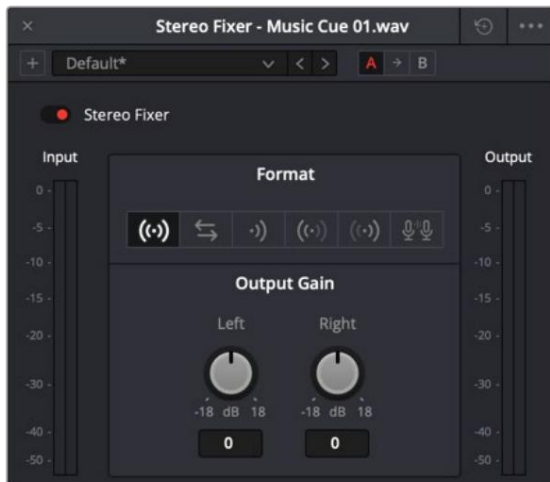 Stereo Fixer - Music Cue 01.wav
Default*
A
B
Stereo Fixer
Input
Output
Format
0 -
0 -
-5 -
-5 -
-10 -
-10 -
-15 -
-15 -
Output Gain
-20 -
-20 -
Left
Right
-30 -
-30 -
-18 dB 18
-18 dB 18
-40 -
-40 -
0
0
-50 -
-50 -